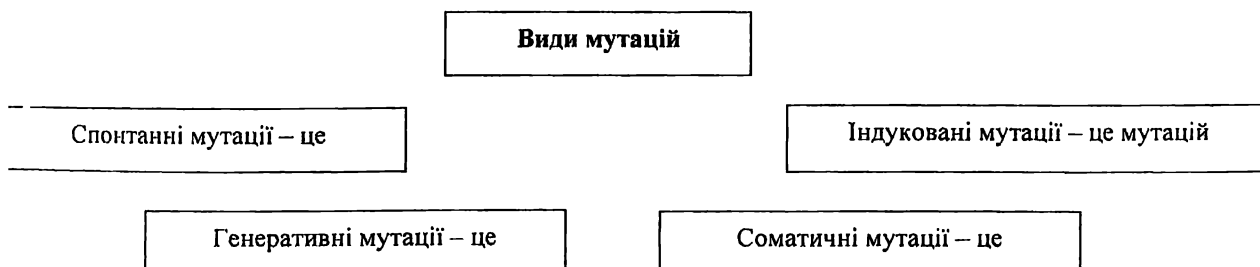 Види мутацій
Спонтанні мутації – це
Індуковані мутації – це мутацій
Генеративні мутації – це
Соматичні мутації – це